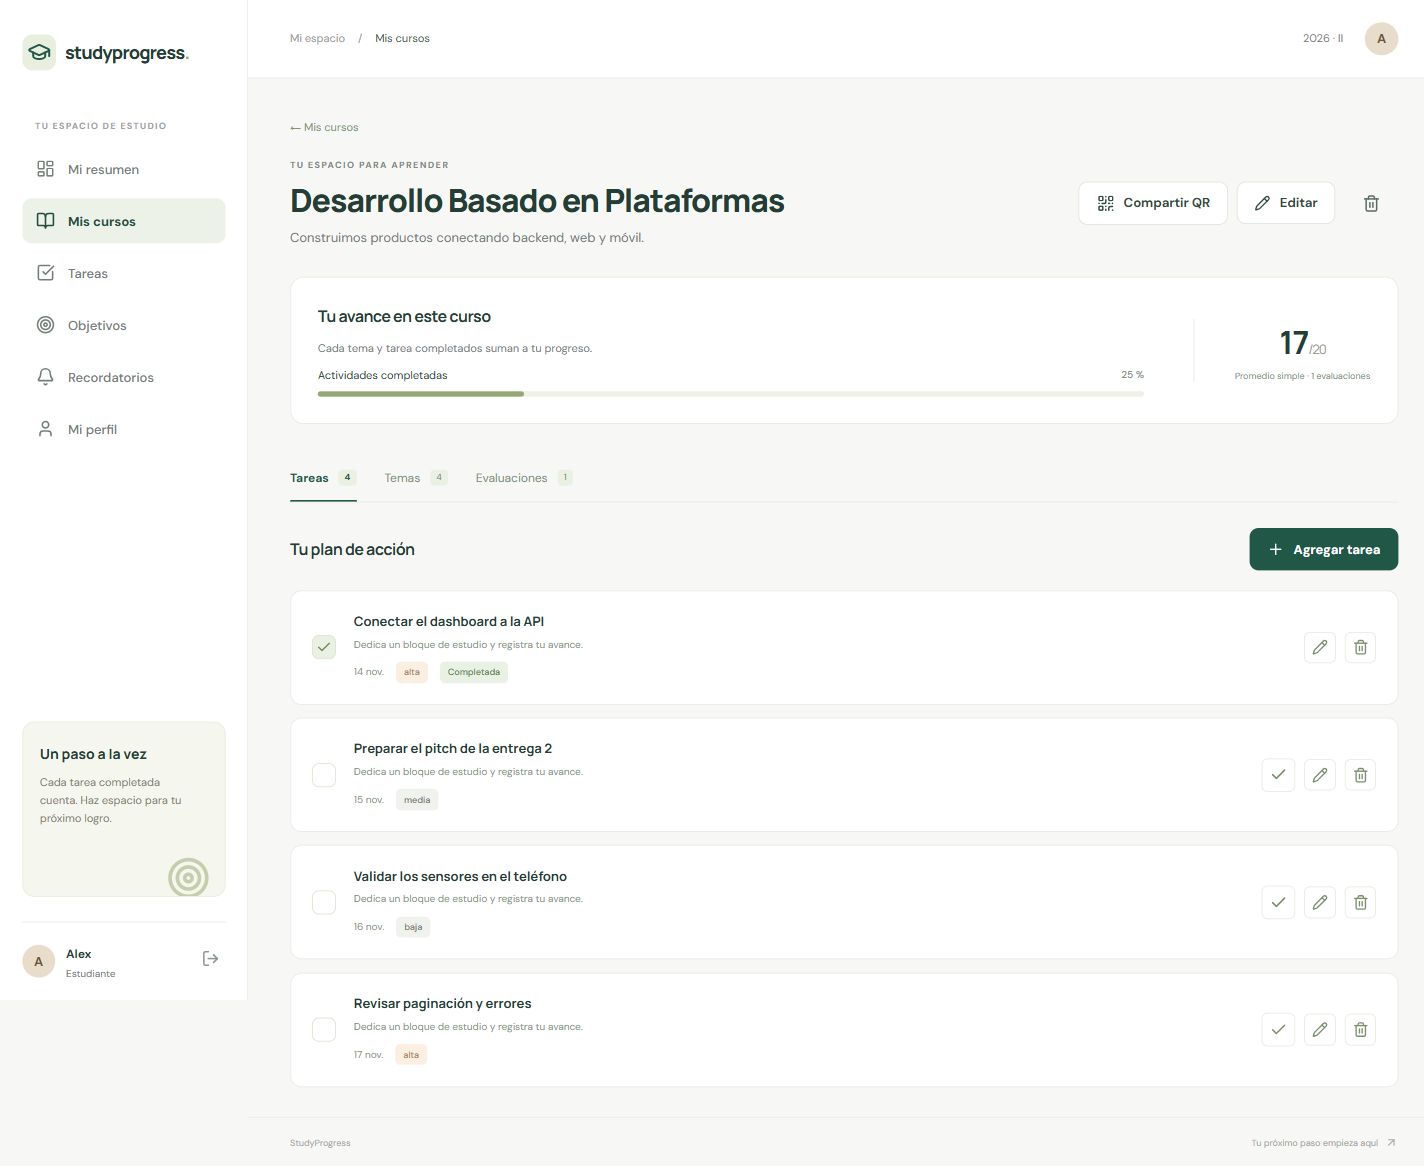 studyprogress.
TU ESPACIO DE ESTUDIO
Mi resumen
Mis cursos
Tareas
Objetivos
Recordatorios
Mi perfil
Un paso a la vez
Cada tarea completada
cuenta. Haz espacio para tu
próximo logro.
A
Alex
Estudiante
Mi espacio / Mis cursos
2026 · II
A
← Mis cursos
TU ESPACIO PARA APRENDER
Desarrollo Basado en Plataformas
Construimos productos conectando backend, web y móvil.
Compartir QR
Editar
Tu avance en este curso
Cada tema y tarea completados suman a tu progreso.
Actividades completadas
25 %
17/20
Promedio simple · 1 evaluaciones
Tareas 4
Temas 4
Evaluaciones 1
Tu plan de acción
+ Agregar tarea
Conectar el dashboard a la API
Dedica un bloque de estudio y registra tu avance.
14 nov. alta Completada
Preparar el pitch de la entrega 2
Dedica un bloque de estudio y registra tu avance.
15 nov. media
Validar los sensores en el teléfono
Dedica un bloque de estudio y registra tu avance.
16 nov. baja
Revisar paginación y errores
Dedica un bloque de estudio y registra tu avance.
17 nov. alta
StudyProgress
Tu próximo paso empieza aquí